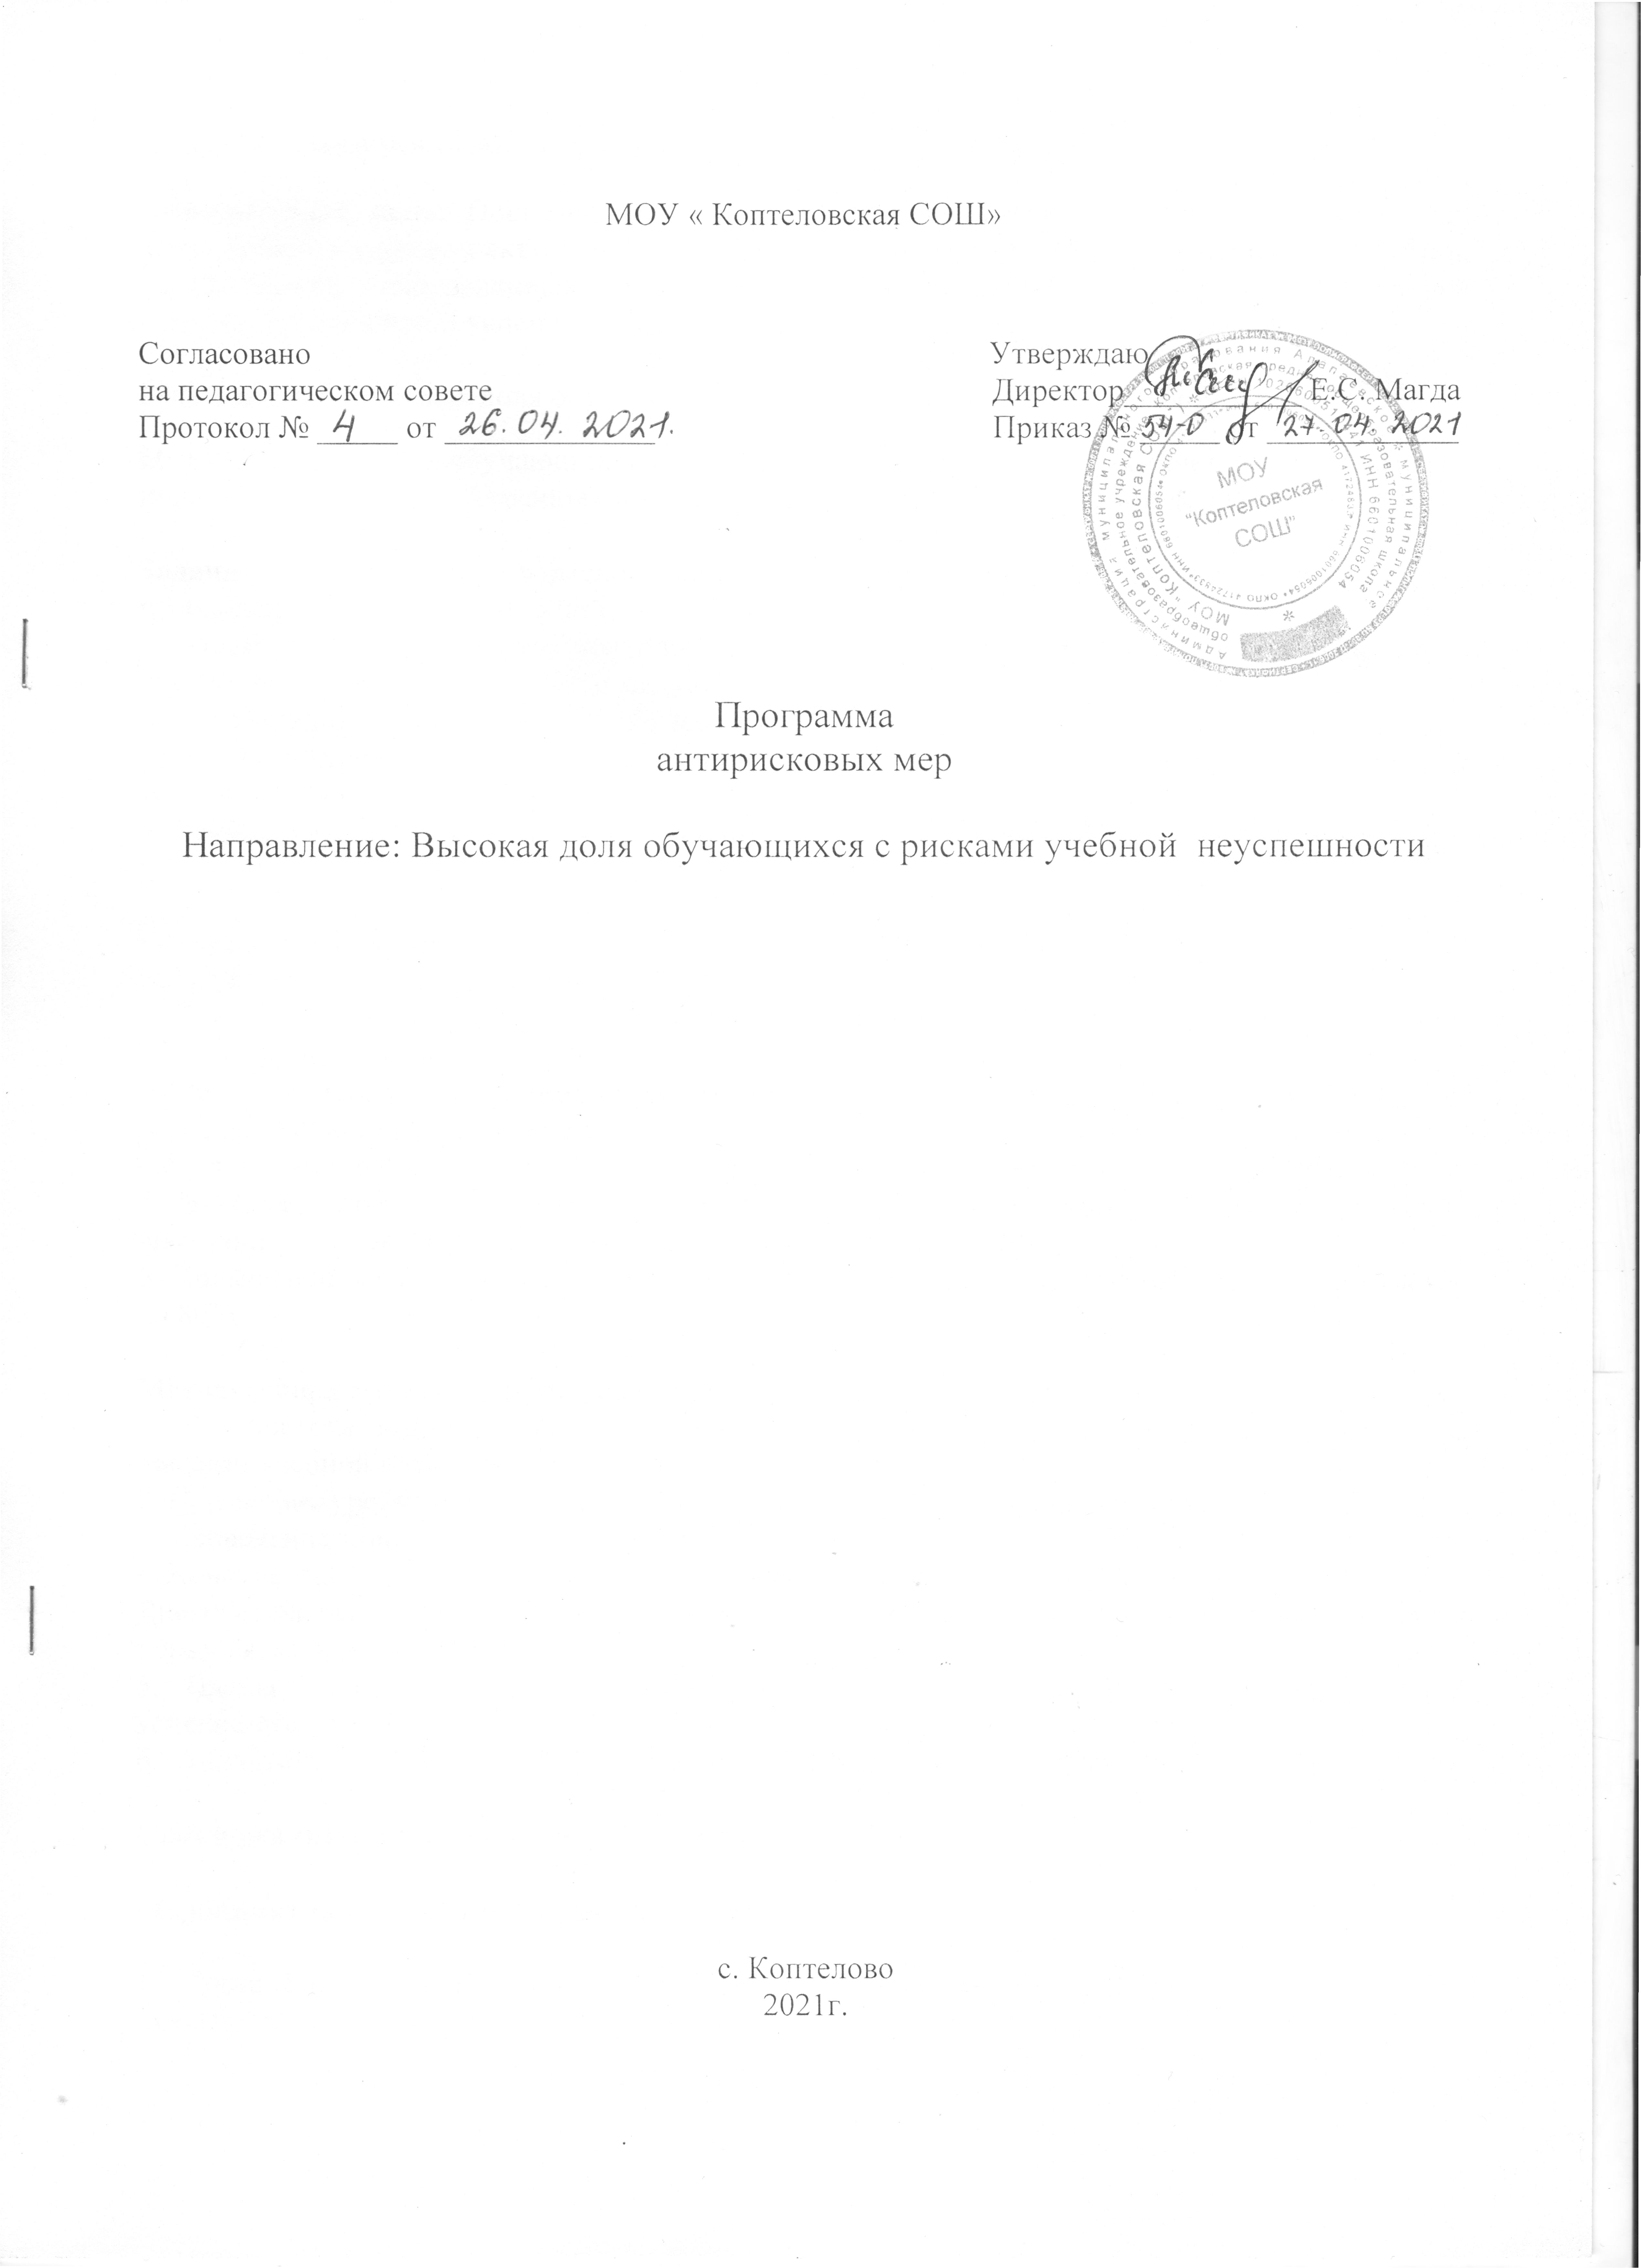 МОУ « Коптеловская СОШ»
Согласовано
на педагогическом совете
Протокол № 4 от 26.04. 2021.
Утверждаю
Директор Е.С. Магда
Приказ № 54-О от 27.04.2021
МОУ
"Коптеловская
СОШ"
ИНН 6601006054
Программа
антирисковых мер
Направление: Высокая доля обучающихся с рисками учебной неуспешности
с. Коптелово
2021г.